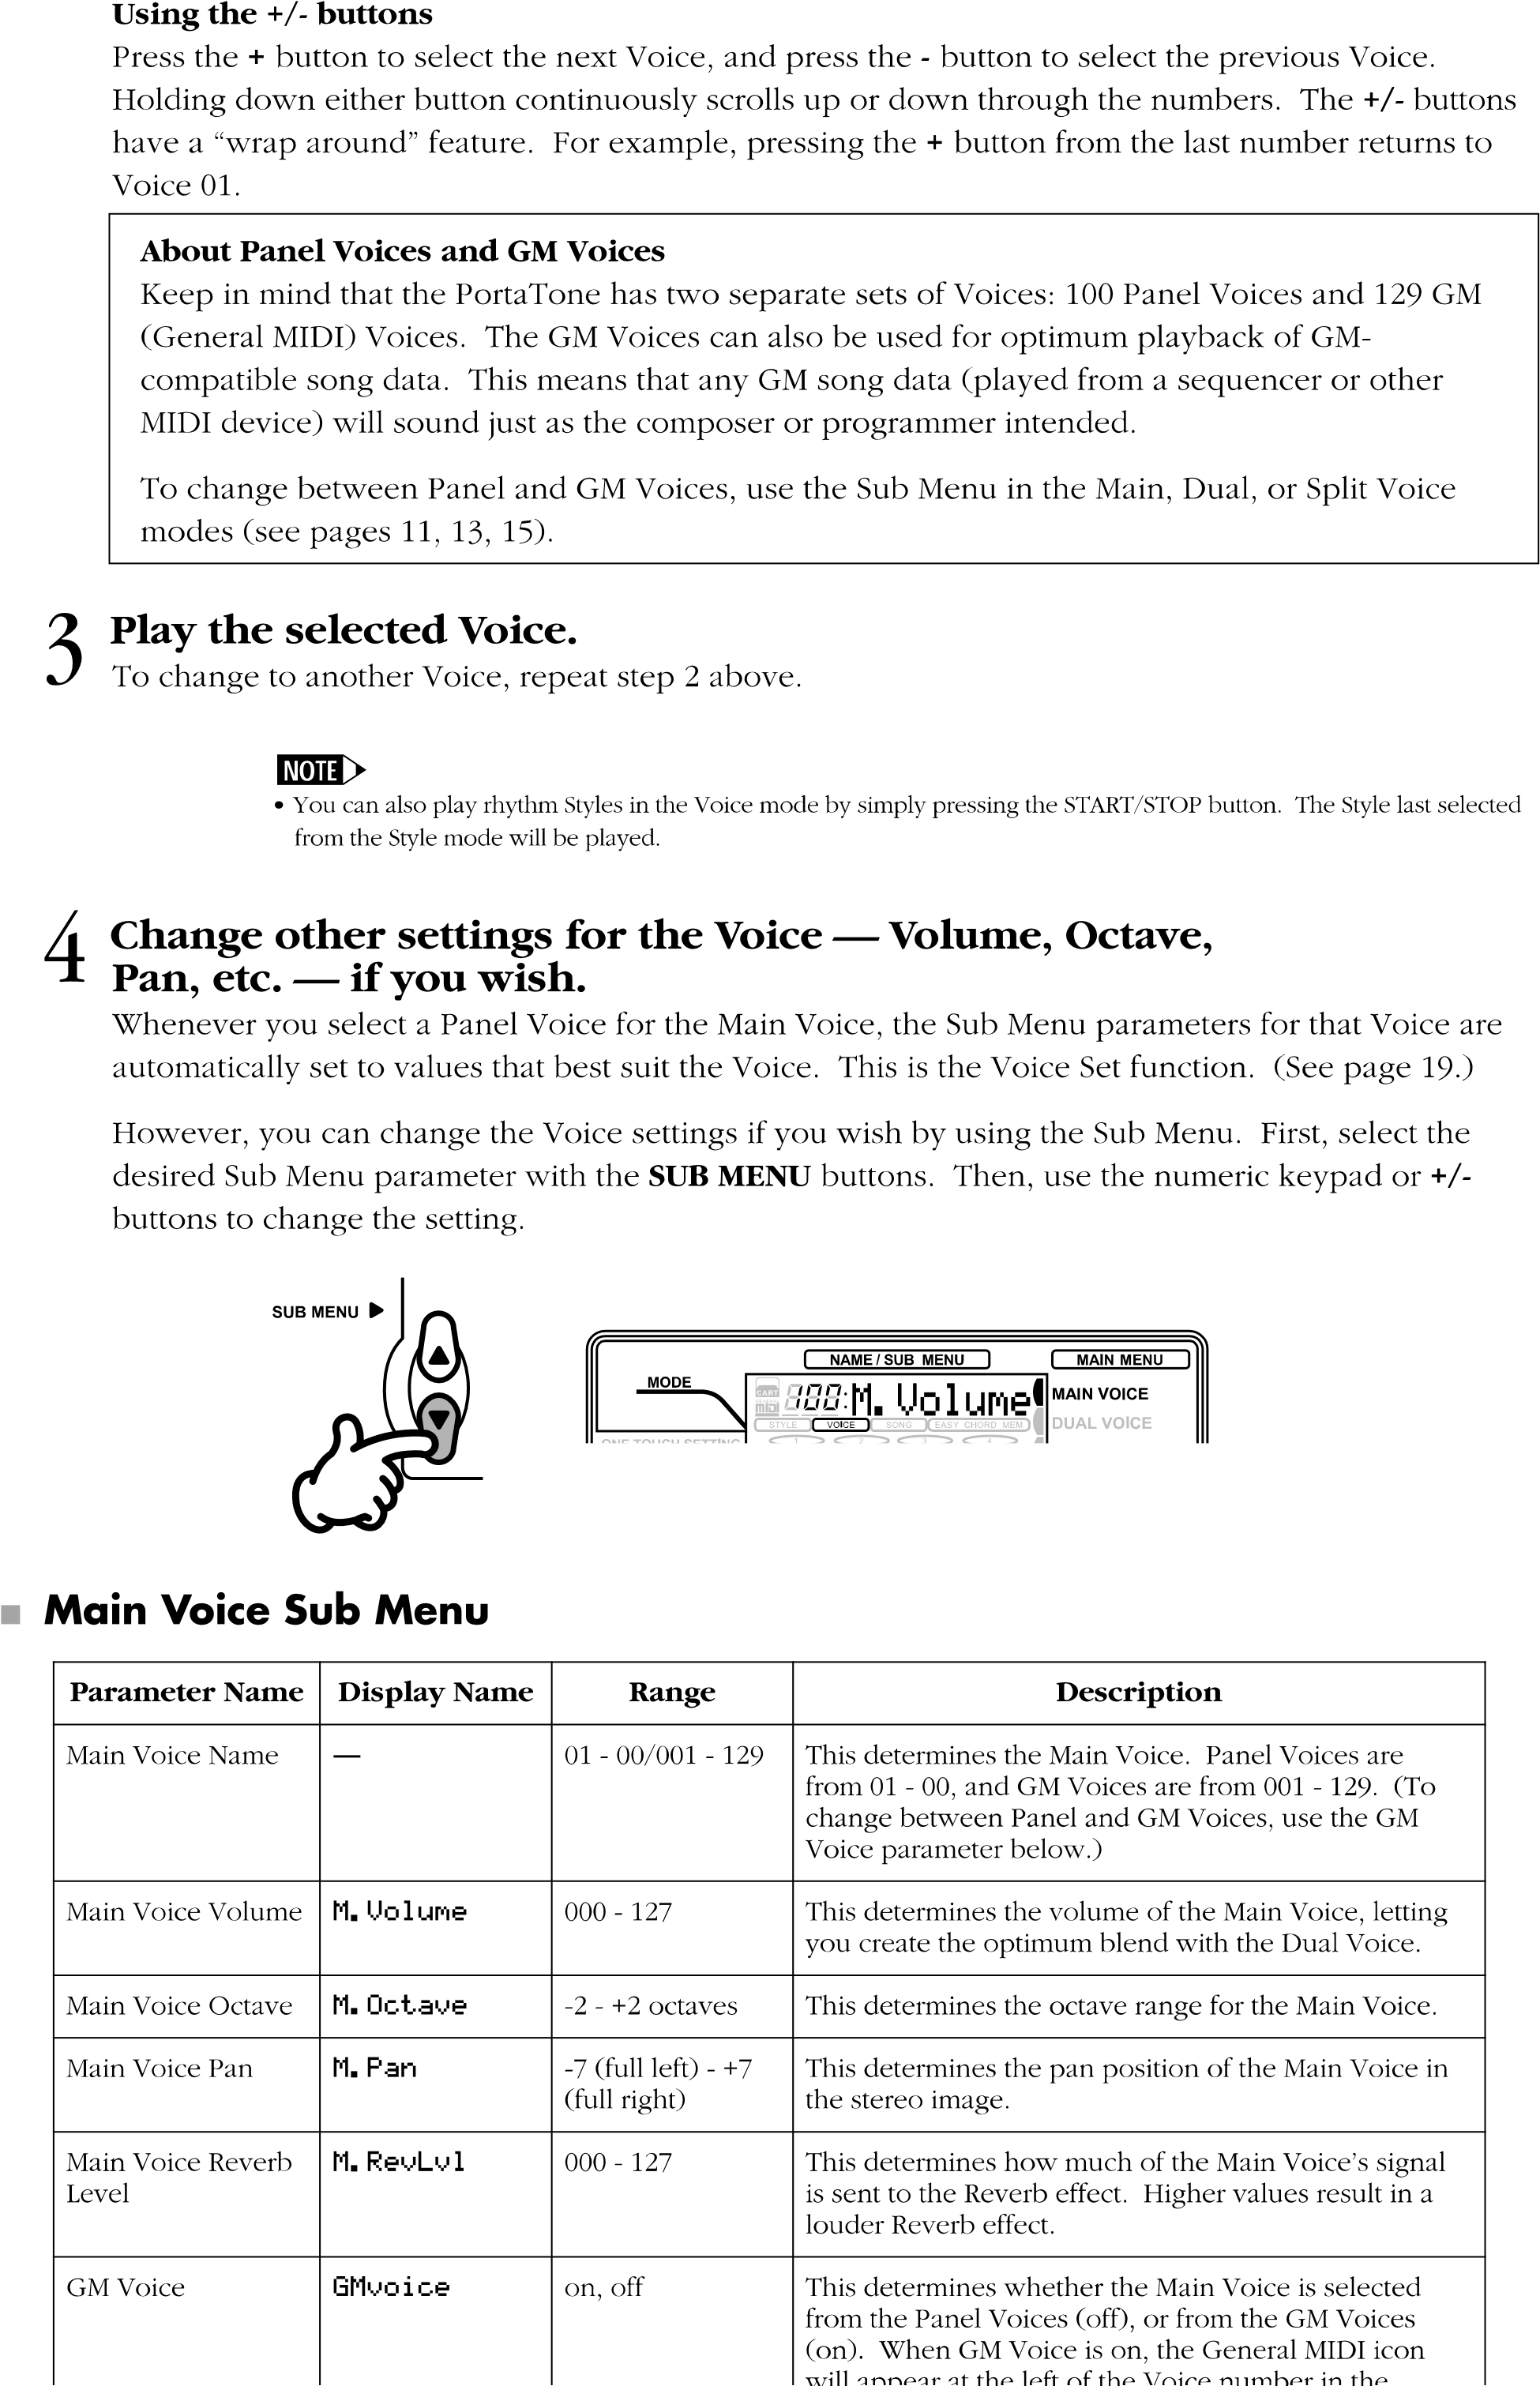 Using the +/- buttons
Press the + button to select the next Voice, and press the - button to select the previous Voice.
Holding down either button continuously scrolls up or down through the numbers.  The +/- buttons
have a “wrap around” feature.  For example, pressing the + button from the last number returns to
Voice 01.
About Panel Voices and GM Voices
Keep in mind that the PortaTone has two separate sets of Voices: 100 Panel Voices and 129 GM
(General MIDI) Voices.  The GM Voices can also be used for optimum playback of GM-
compatible song data.  This means that any GM song data (played from a sequencer or other
MIDI device) will sound just as the composer or programmer intended.
To change between Panel and GM Voices, use the Sub Menu in the Main, Dual, or Split Voice
modes (see pages 11, 13, 15).
3 Play the selected Voice.
To change to another Voice, repeat step 2 above.
NOTE
• You can also play rhythm Styles in the Voice mode by simply pressing the START/STOP button.  The Style last selected
from the Style mode will be played.
4 Change other settings for the Voice — Volume, Octave,
Pan, etc. — if you wish.
Whenever you select a Panel Voice for the Main Voice, the Sub Menu parameters for that Voice are
automatically set to values that best suit the Voice.  This is the Voice Set function.  (See page 19.)
However, you can change the Voice settings if you wish by using the Sub Menu.  First, select the
desired Sub Menu parameter with the SUB MENU buttons.  Then, use the numeric keypad or +/-
buttons to change the setting.
SUB MENU
NAME / SUB MENU
MAIN MENU
MODE
CART
midi
100:M.Volume
MAIN VOICE
STYLE VOICE SONG EASY CHORD MEM
DUAL VOICE
ONE TOUCH SETTING
1 2 3 4
Main Voice Sub Menu
Parameter Name Display Name Range Description
Main Voice Name — 01 - 00/001 - 129 This determines the Main Voice.  Panel Voices are
from 01 - 00, and GM Voices are from 001 - 129.  (To
change between Panel and GM Voices, use the GM
Voice parameter below.)
Main Voice Volume M.Volume 000 - 127 This determines the volume of the Main Voice, letting
you create the optimum blend with the Dual Voice.
Main Voice Octave M.Octave -2 - +2 octaves This determines the octave range for the Main Voice.
Main Voice Pan M.Pan -7 (full left) - +7 This determines the pan position of the Main Voice in
(full right) the stereo image.
Main Voice Reverb M.RevLvl 000 - 127 This determines how much of the Main Voice’s signal
Level is sent to the Reverb effect.  Higher values result in a
louder Reverb effect.
GM Voice GMvoice on, off This determines whether the Main Voice is selected
from the Panel Voices (off), or from the GM Voices
(on).  When GM Voice is on, the General MIDI icon
will appear at the left of the Voice number in the